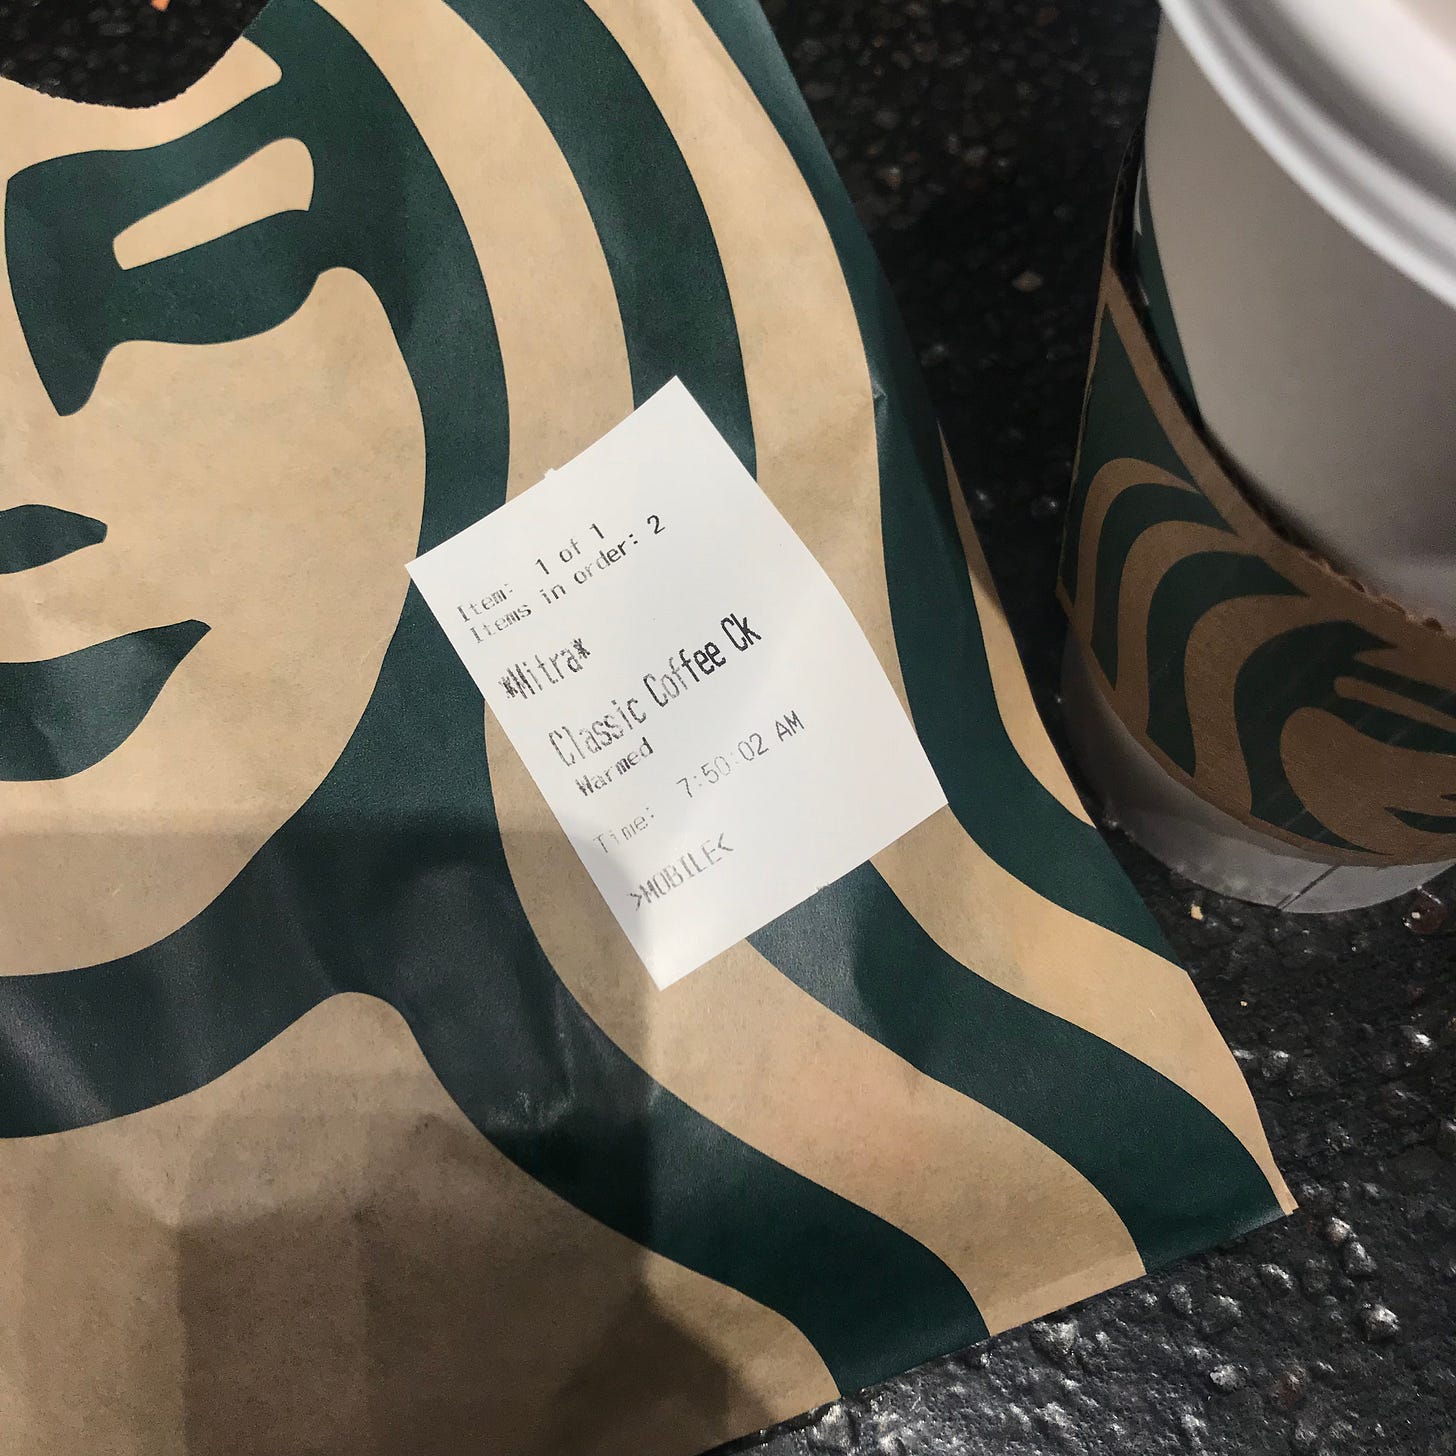 Item: 1 of 1
Items in order: 2
*Mitra*
Classic Coffee Ck
Warmed
Time: 7:50:02 AM
>MOBILE<